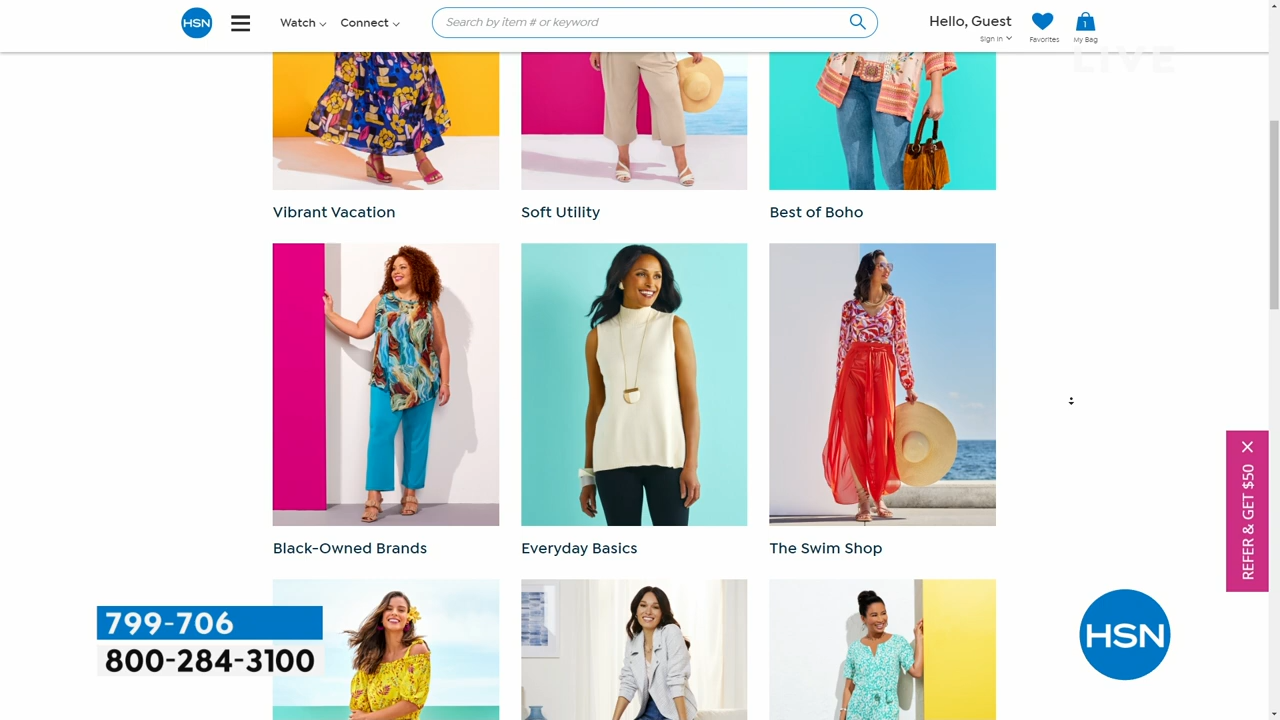 HSN
Watch
Connect
Search by item # or keyword
Hello, Guest
Sign In
Favorites
1
My Bag
LIVE
Vibrant Vacation
Soft Utility
Best of Boho
Black-Owned Brands
Everyday Basics
The Swim Shop
REFER & GET $50
799-706
800-284-3100
HSN